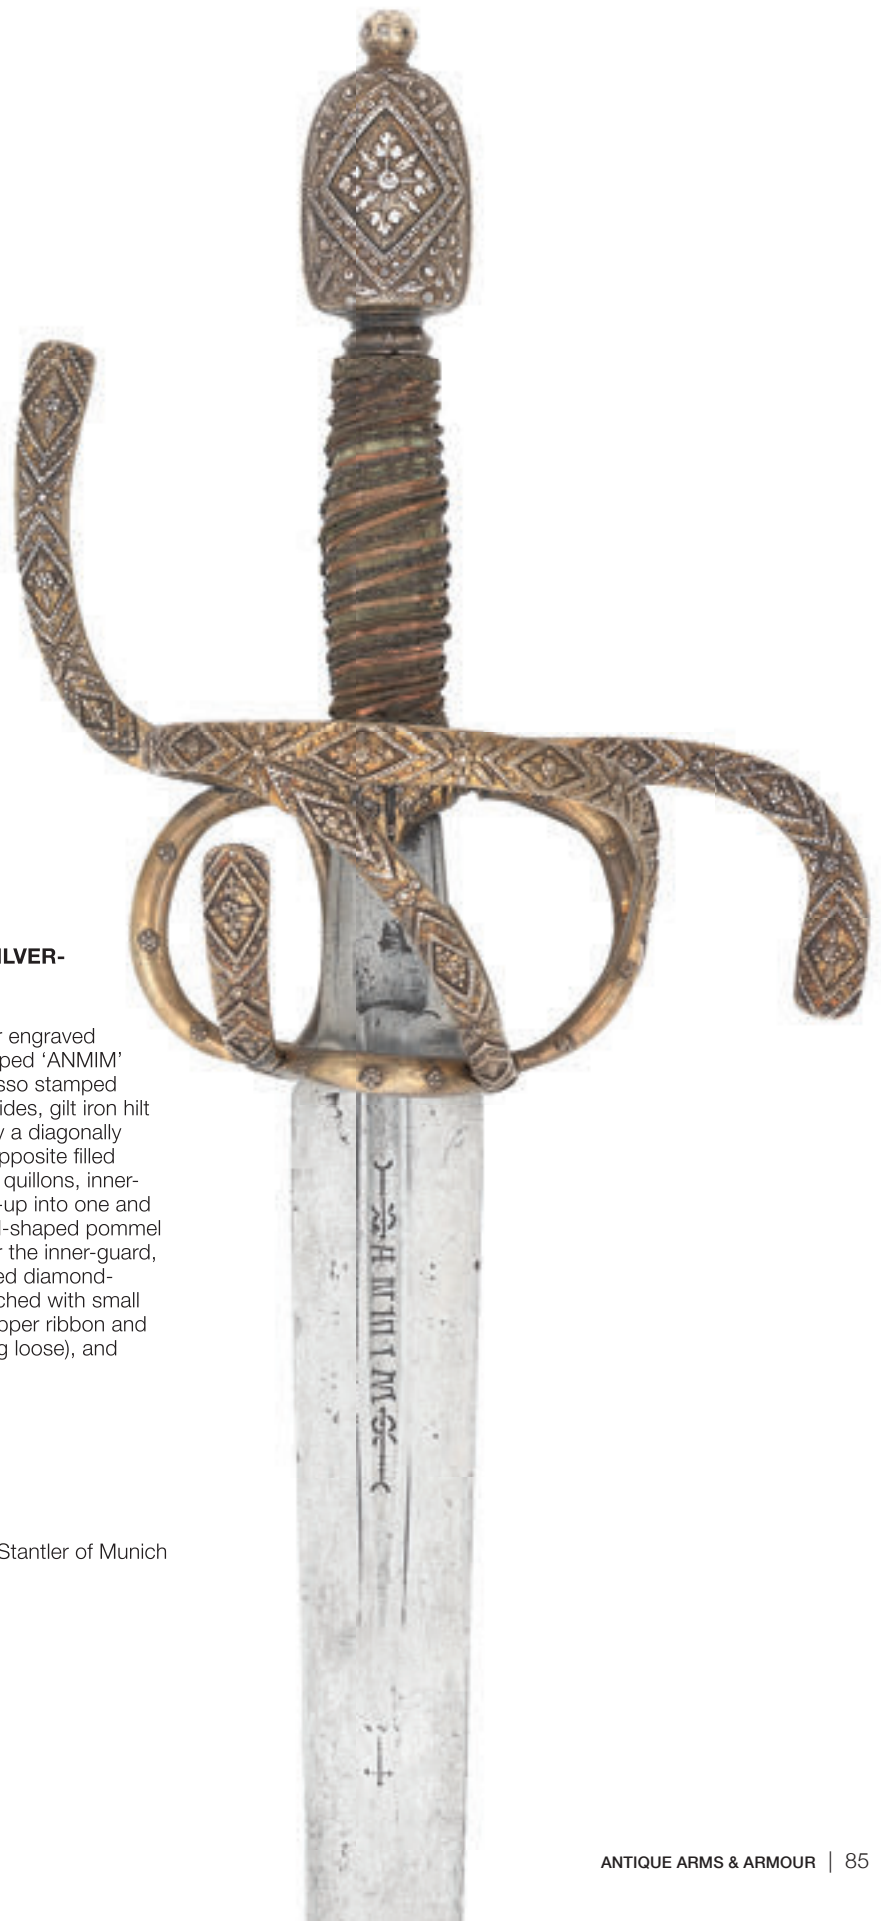 ILVER-
r engraved
ped ‘ANMIM’
sso stamped
ides, gilt iron hilt
y a diagonally
pposite filled
quillons, inner-
-up into one and
l-shaped pommel
r the inner-guard,
ed diamond-
ched with small
pper ribbon and
g loose), and
Stantler of Munich
ANMIM
ANTIQUE ARMS & ARMOUR | 85